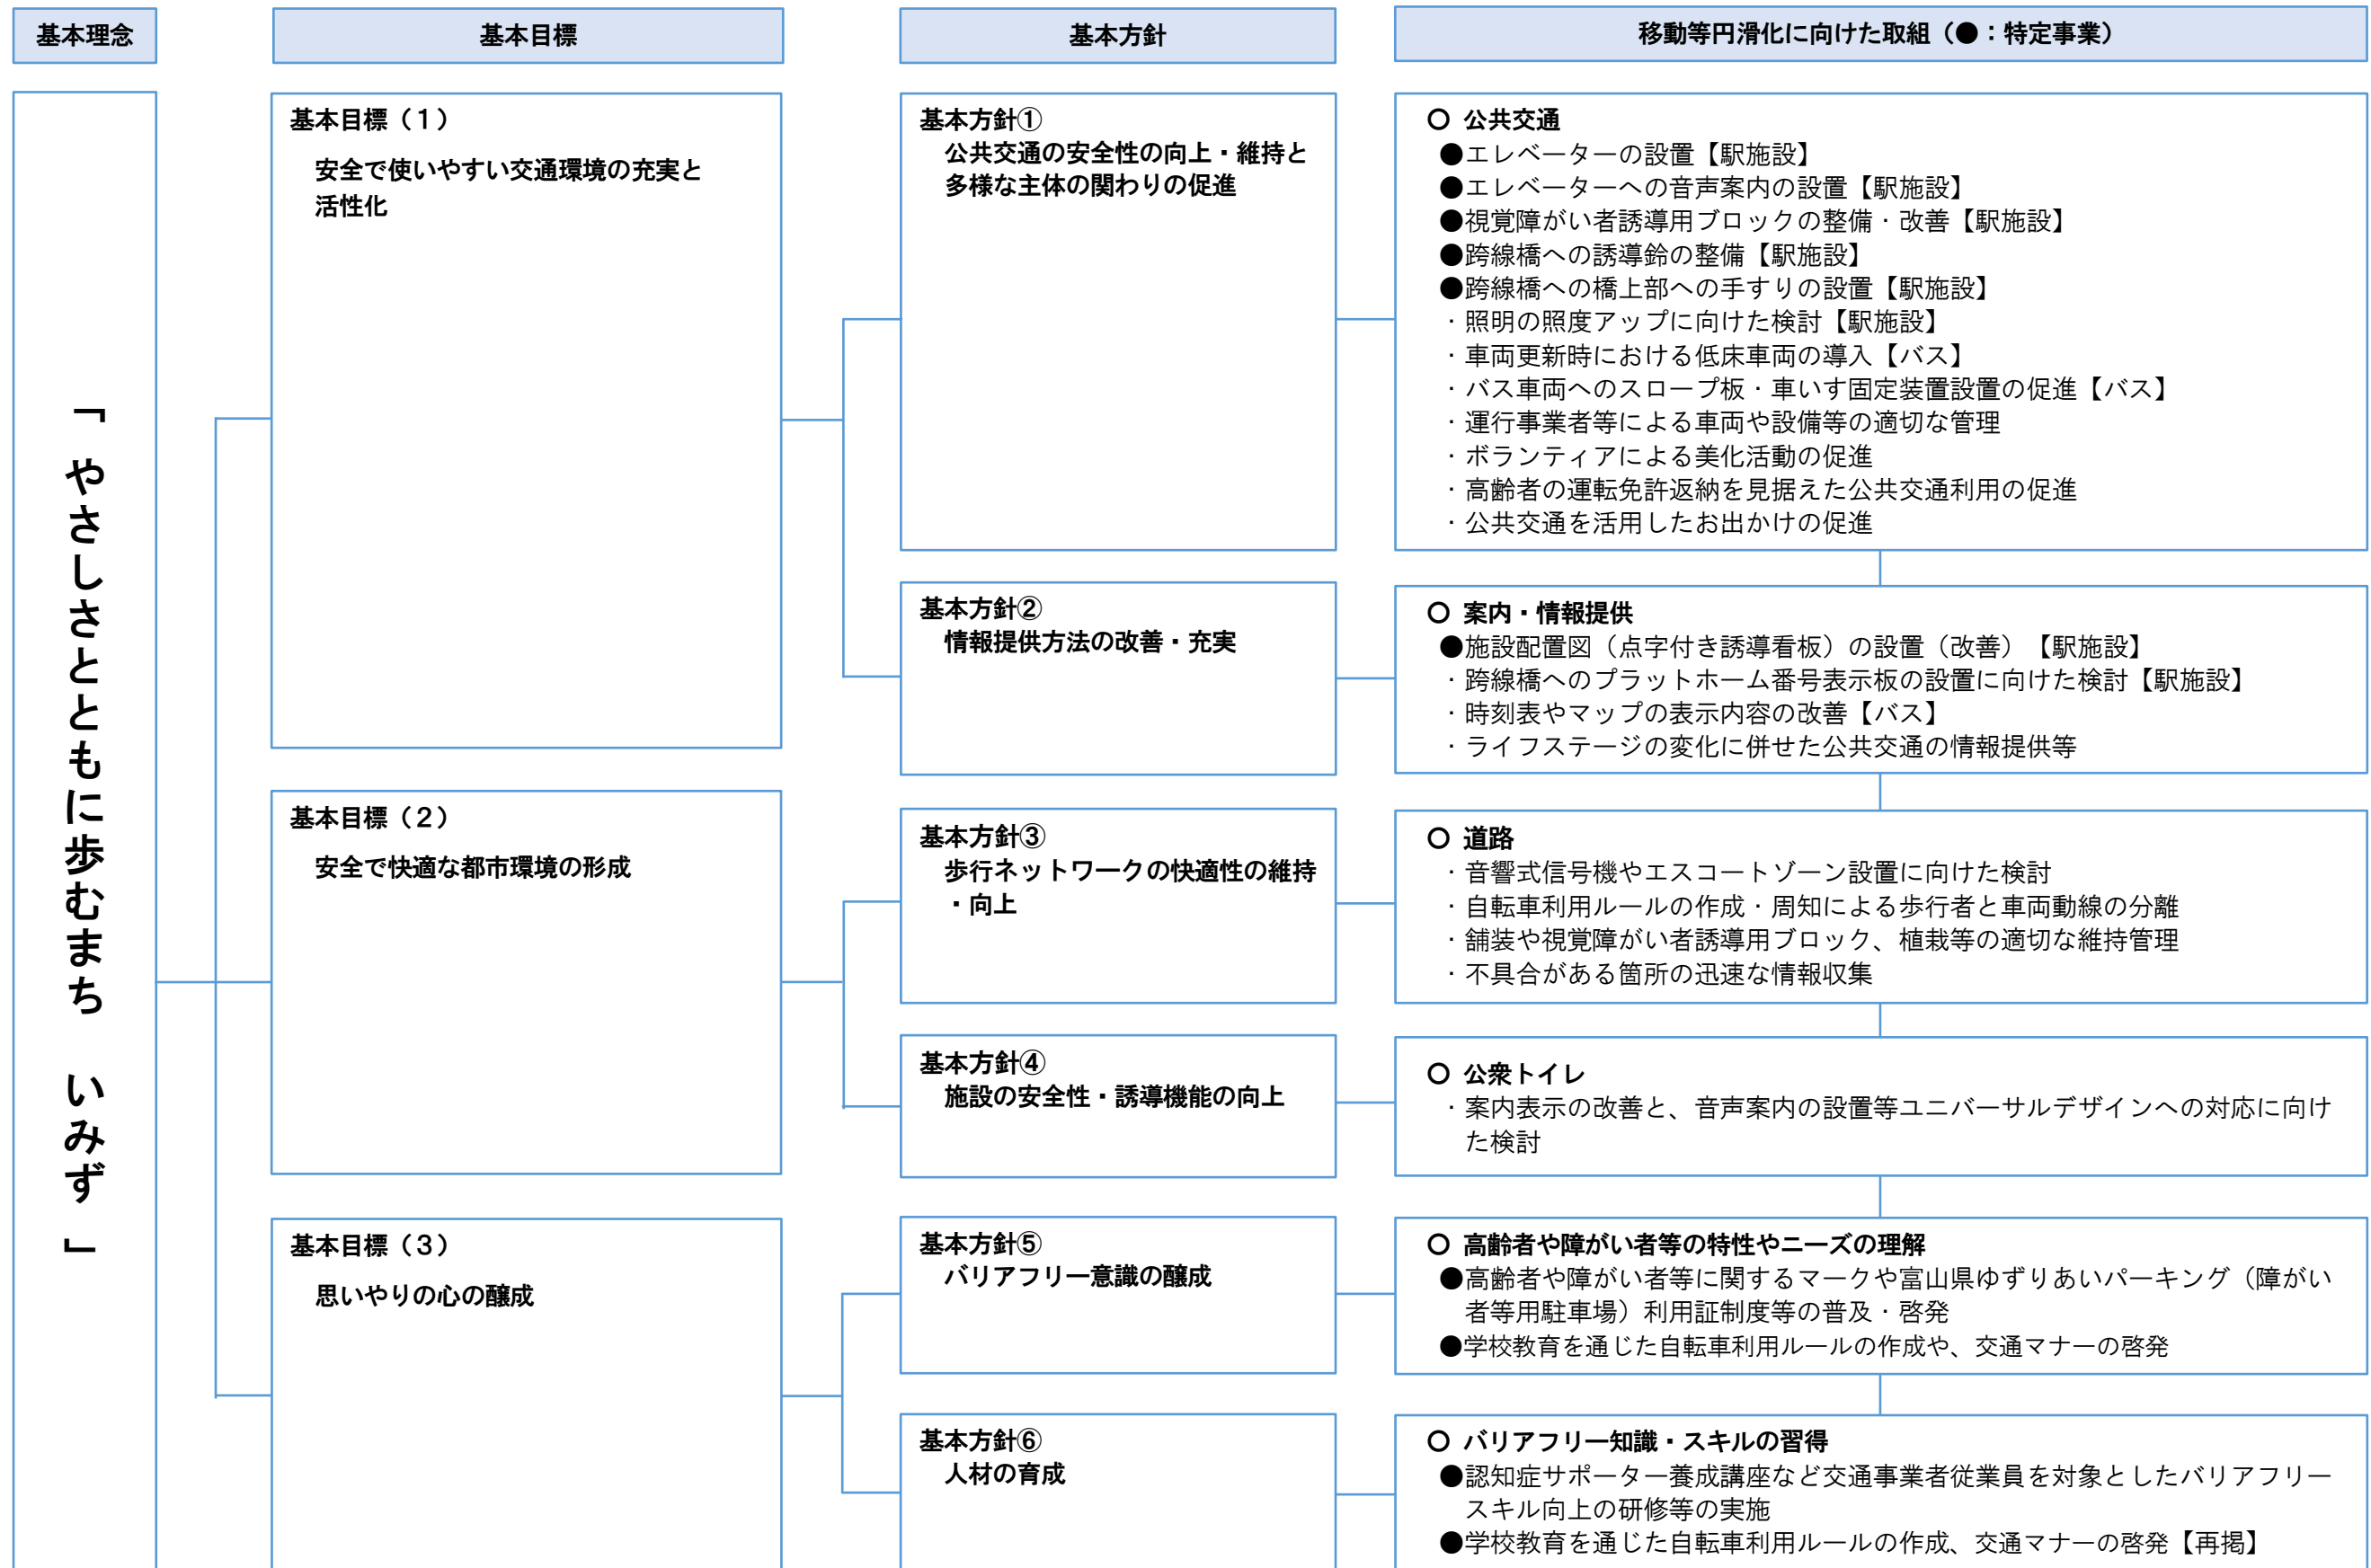 基本理念
基本目標
基本方針
移動等円滑化に向けた取組（●：特定事業）
「やさしさとともに歩むまち　いみず」
基本目標（１）
安全で使いやすい交通環境の充実と
活性化
基本方針①
公共交通の安全性の向上・維持と
多様な主体の関わりの促進
○ 公共交通
●エレベーターの設置【駅施設】
●エレベーターへの音声案内の設置【駅施設】
●視覚障がい者誘導用ブロックの整備・改善【駅施設】
●跨線橋への誘導鈴の整備【駅施設】
●跨線橋への橋上部への手すりの設置【駅施設】
・照明の照度アップに向けた検討【駅施設】
・車両更新時における低床車両の導入【バス】
・バス車両へのスロープ板・車いす固定装置設置の促進【バス】
・運行事業者等による車両や設備等の適切な管理
・ボランティアによる美化活動の促進
・高齢者の運転免許返納を見据えた公共交通利用の促進
・公共交通を活用したお出かけの促進
基本方針②
情報提供方法の改善・充実
○ 案内・情報提供
●施設配置図（点字付き誘導看板）の設置（改善）【駅施設】
・跨線橋へのプラットホーム番号表示板の設置に向けた検討【駅施設】
・時刻表やマップの表示内容の改善【バス】
・ライフステージの変化に併せた公共交通の情報提供等
基本目標（２）
安全で快適な都市環境の形成
基本方針③
歩行ネットワークの快適性の維持
・向上
○ 道路
・音響式信号機やエスコートゾーン設置に向けた検討
・自転車利用ルールの作成・周知による歩行者と車両動線の分離
・舗装や視覚障がい者誘導用ブロック、植栽等の適切な維持管理
・不具合がある箇所の迅速な情報収集
基本方針④
施設の安全性・誘導機能の向上
○ 公衆トイレ
・案内表示の改善と、音声案内の設置等ユニバーサルデザインへの対応に向け
た検討
基本目標（３）
思いやりの心の醸成
基本方針⑤
バリアフリー意識の醸成
○ 高齢者や障がい者等の特性やニーズの理解
●高齢者や障がい者等に関するマークや富山県ゆずりあいパーキング（障がい
者等用駐車場）利用証制度等の普及・啓発
●学校教育を通じた自転車利用ルールの作成や、交通マナーの啓発
基本方針⑥
人材の育成
○ バリアフリー知識・スキルの習得
●認知症サポーター養成講座など交通事業者従業員を対象としたバリアフリー
スキル向上の研修等の実施
●学校教育を通じた自転車利用ルールの作成、交通マナーの啓発【再掲】